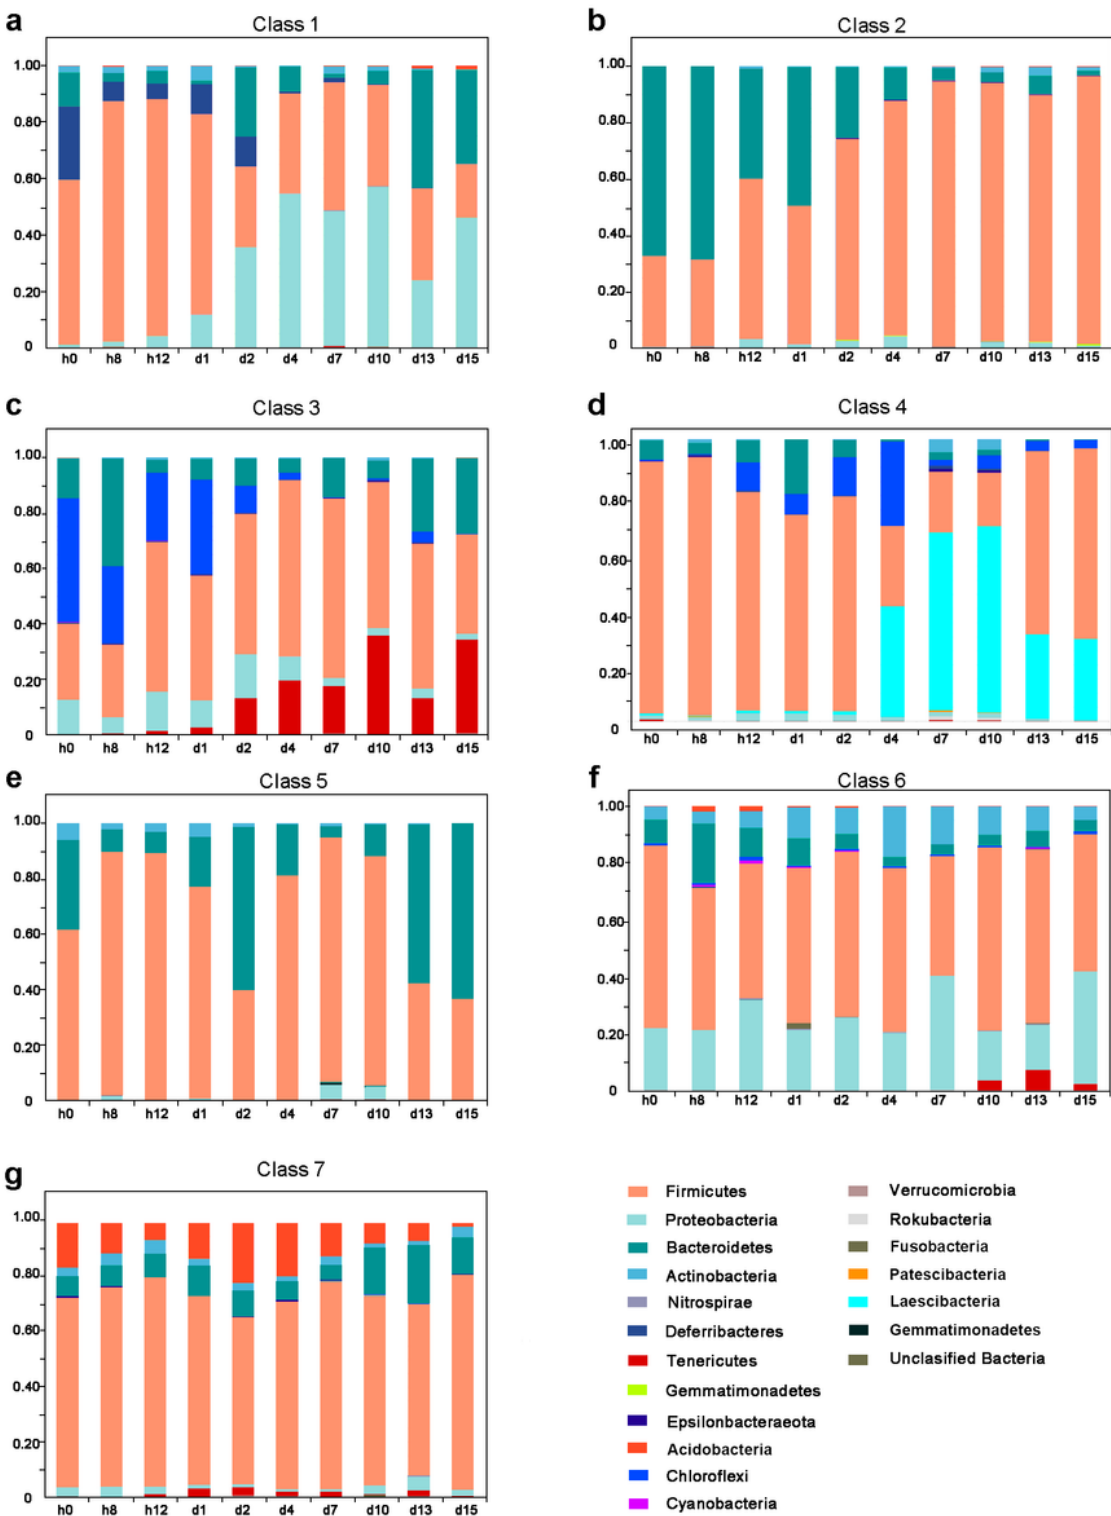 a
Class 1
1.00
0.80
0.60
0.40
0.20
0
h0 h8 h12 d1 d2 d4 d7 d10 d13 d15
b
Class 2
1.00
0.80
0.60
0.40
0.20
0
h0 h8 h12 d1 d2 d4 d7 d10 d13 d15
c
Class 3
1.00
0.80
0.60
0.40
0.20
0
h0 h8 h12 d1 d2 d4 d7 d10 d13 d15
d
Class 4
1.00
0.80
0.60
0.40
0.20
0
h0 h8 h12 d1 d2 d4 d7 d10 d13 d15
e
Class 5
1.00
0.80
0.60
0.40
0.20
0
h0 h8 h12 d1 d2 d4 d7 d10 d13 d15
f
Class 6
1.00
0.80
0.60
0.40
0.20
0
h0 h8 h12 d1 d2 d4 d7 d10 d13 d15
g
Class 7
1.00
0.80
0.60
0.40
0.20
0
h0 h8 h12 d1 d2 d4 d7 d10 d13 d15
Firmicutes
Proteobacteria
Bacteroidetes
Actinobacteria
Nitrospirae
Deferribacteres
Tenericutes
Gemmatimonadetes
Epsilonbacteraeota
Acidobacteria
Chloroflexi
Cyanobacteria
Verrucomicrobia
Rokubacteria
Fusobacteria
Patescibacteria
Laescibacteria
Gemmatimonadetes
Unclasified Bacteria